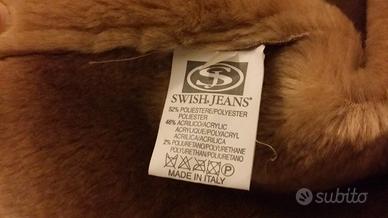 SJ
SWISH JEANS®
52% POLIESTERE/POLYESTER
POLIESTER
46% ACRILICO/ACRYLIC
ACRYLIQUE/POLYACRYL
ACRILICA/ACRILICA
2% POLIURETANO/POLYURETHANE
POLYURETHAN/POLIURETANO
P
MADE IN ITALY
subito